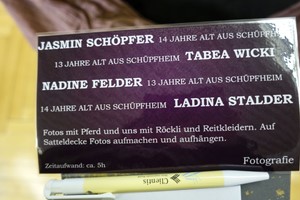 JASMIN SCHÖPFER 14 JAHRE ALT AUS SCHÜPFHEIM
13 JAHRE ALT AUS SCHÜPFHEIM TABEA WICKI
NADINE FELDER 13 JAHRE ALT AUS SCHÜPFHEIM
14 JAHRE ALT AUS SCHÜPFHEIM LADINA STALDER
Fotos mit Pferd und uns mit Röckli und Reitkleidern. Auf
Satteldecke Fotos aufmachen und aufhängen.
Fotografie
Zeitaufwand: ca. 5h
Clientis